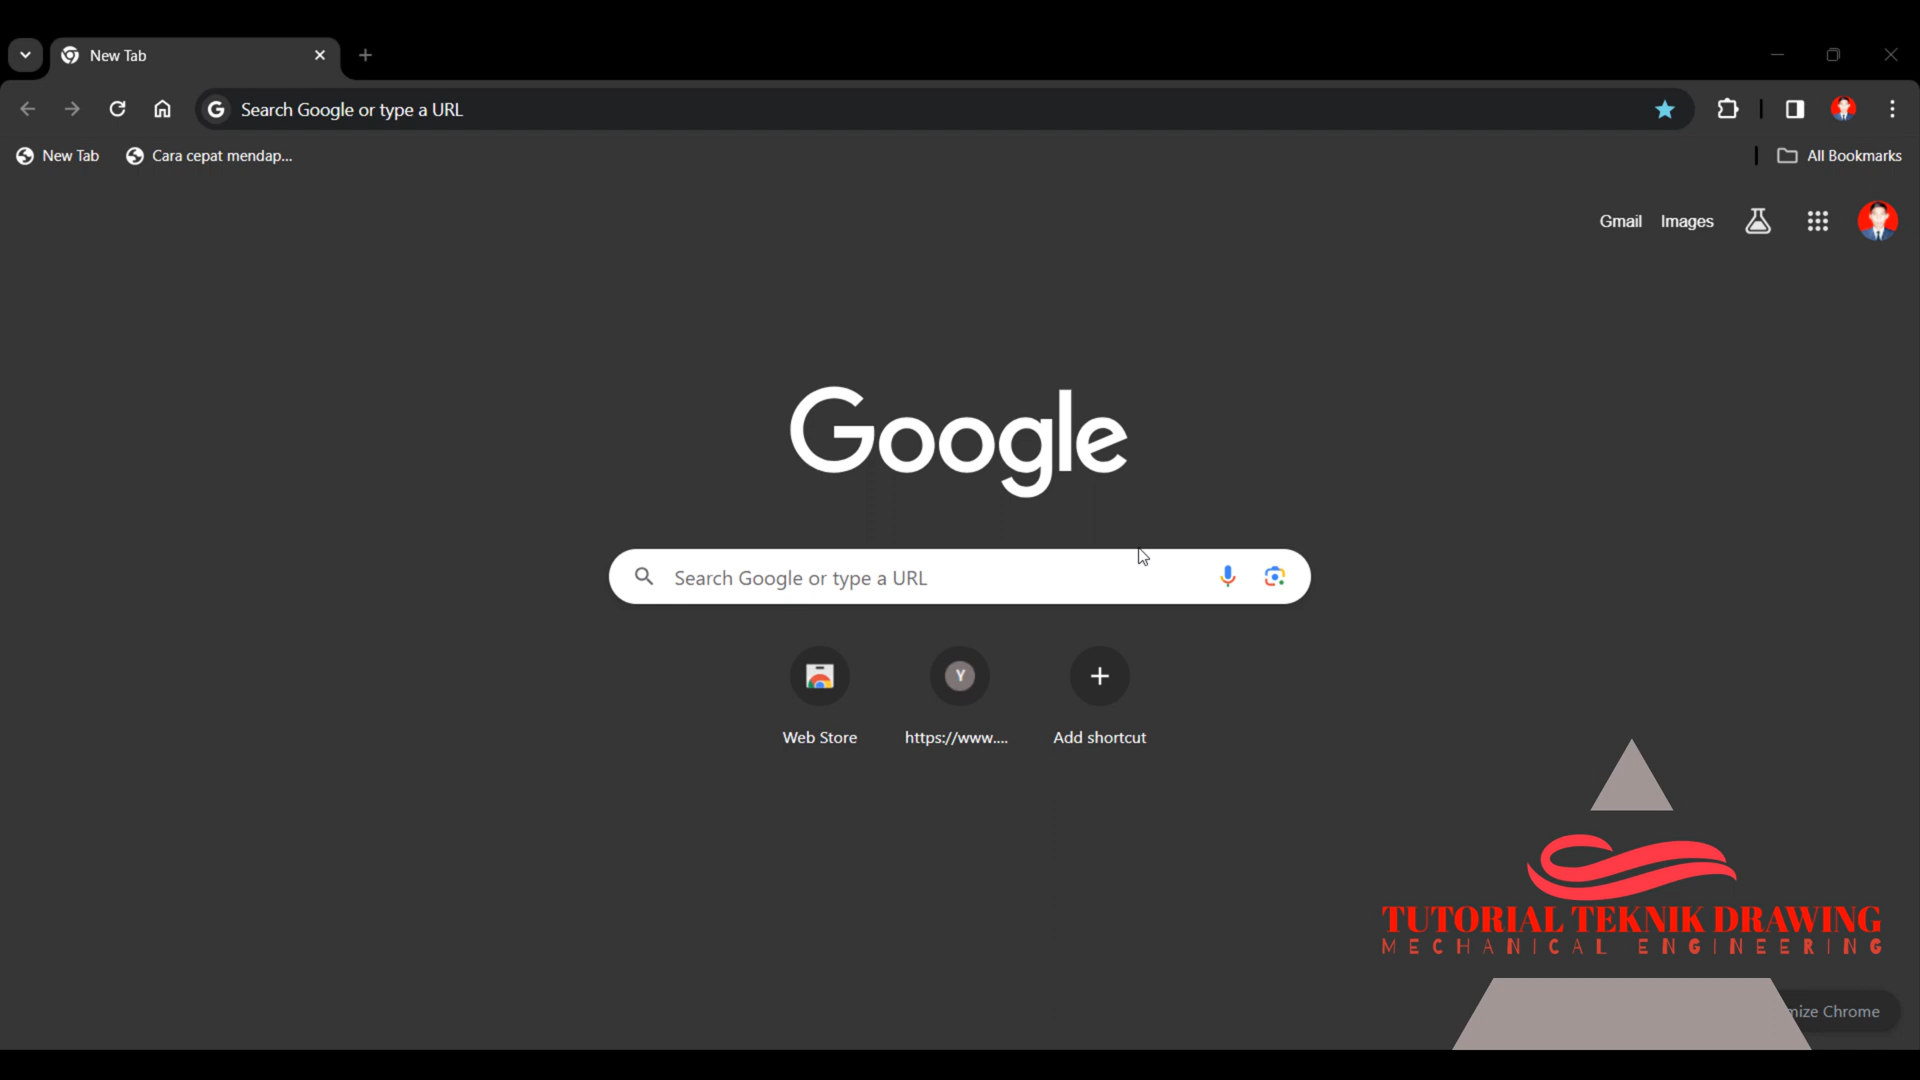 New Tab
Search Google or type a URL
New Tab
Cara cepat mendap...
All Bookmarks
Gmail
Images
Google
Search Google or type a URL
Y
Web Store
https://www....
Add shortcut
TUTORIAL TEKNIK DRAWING
MECHANICAL ENGINEERING
Chrome